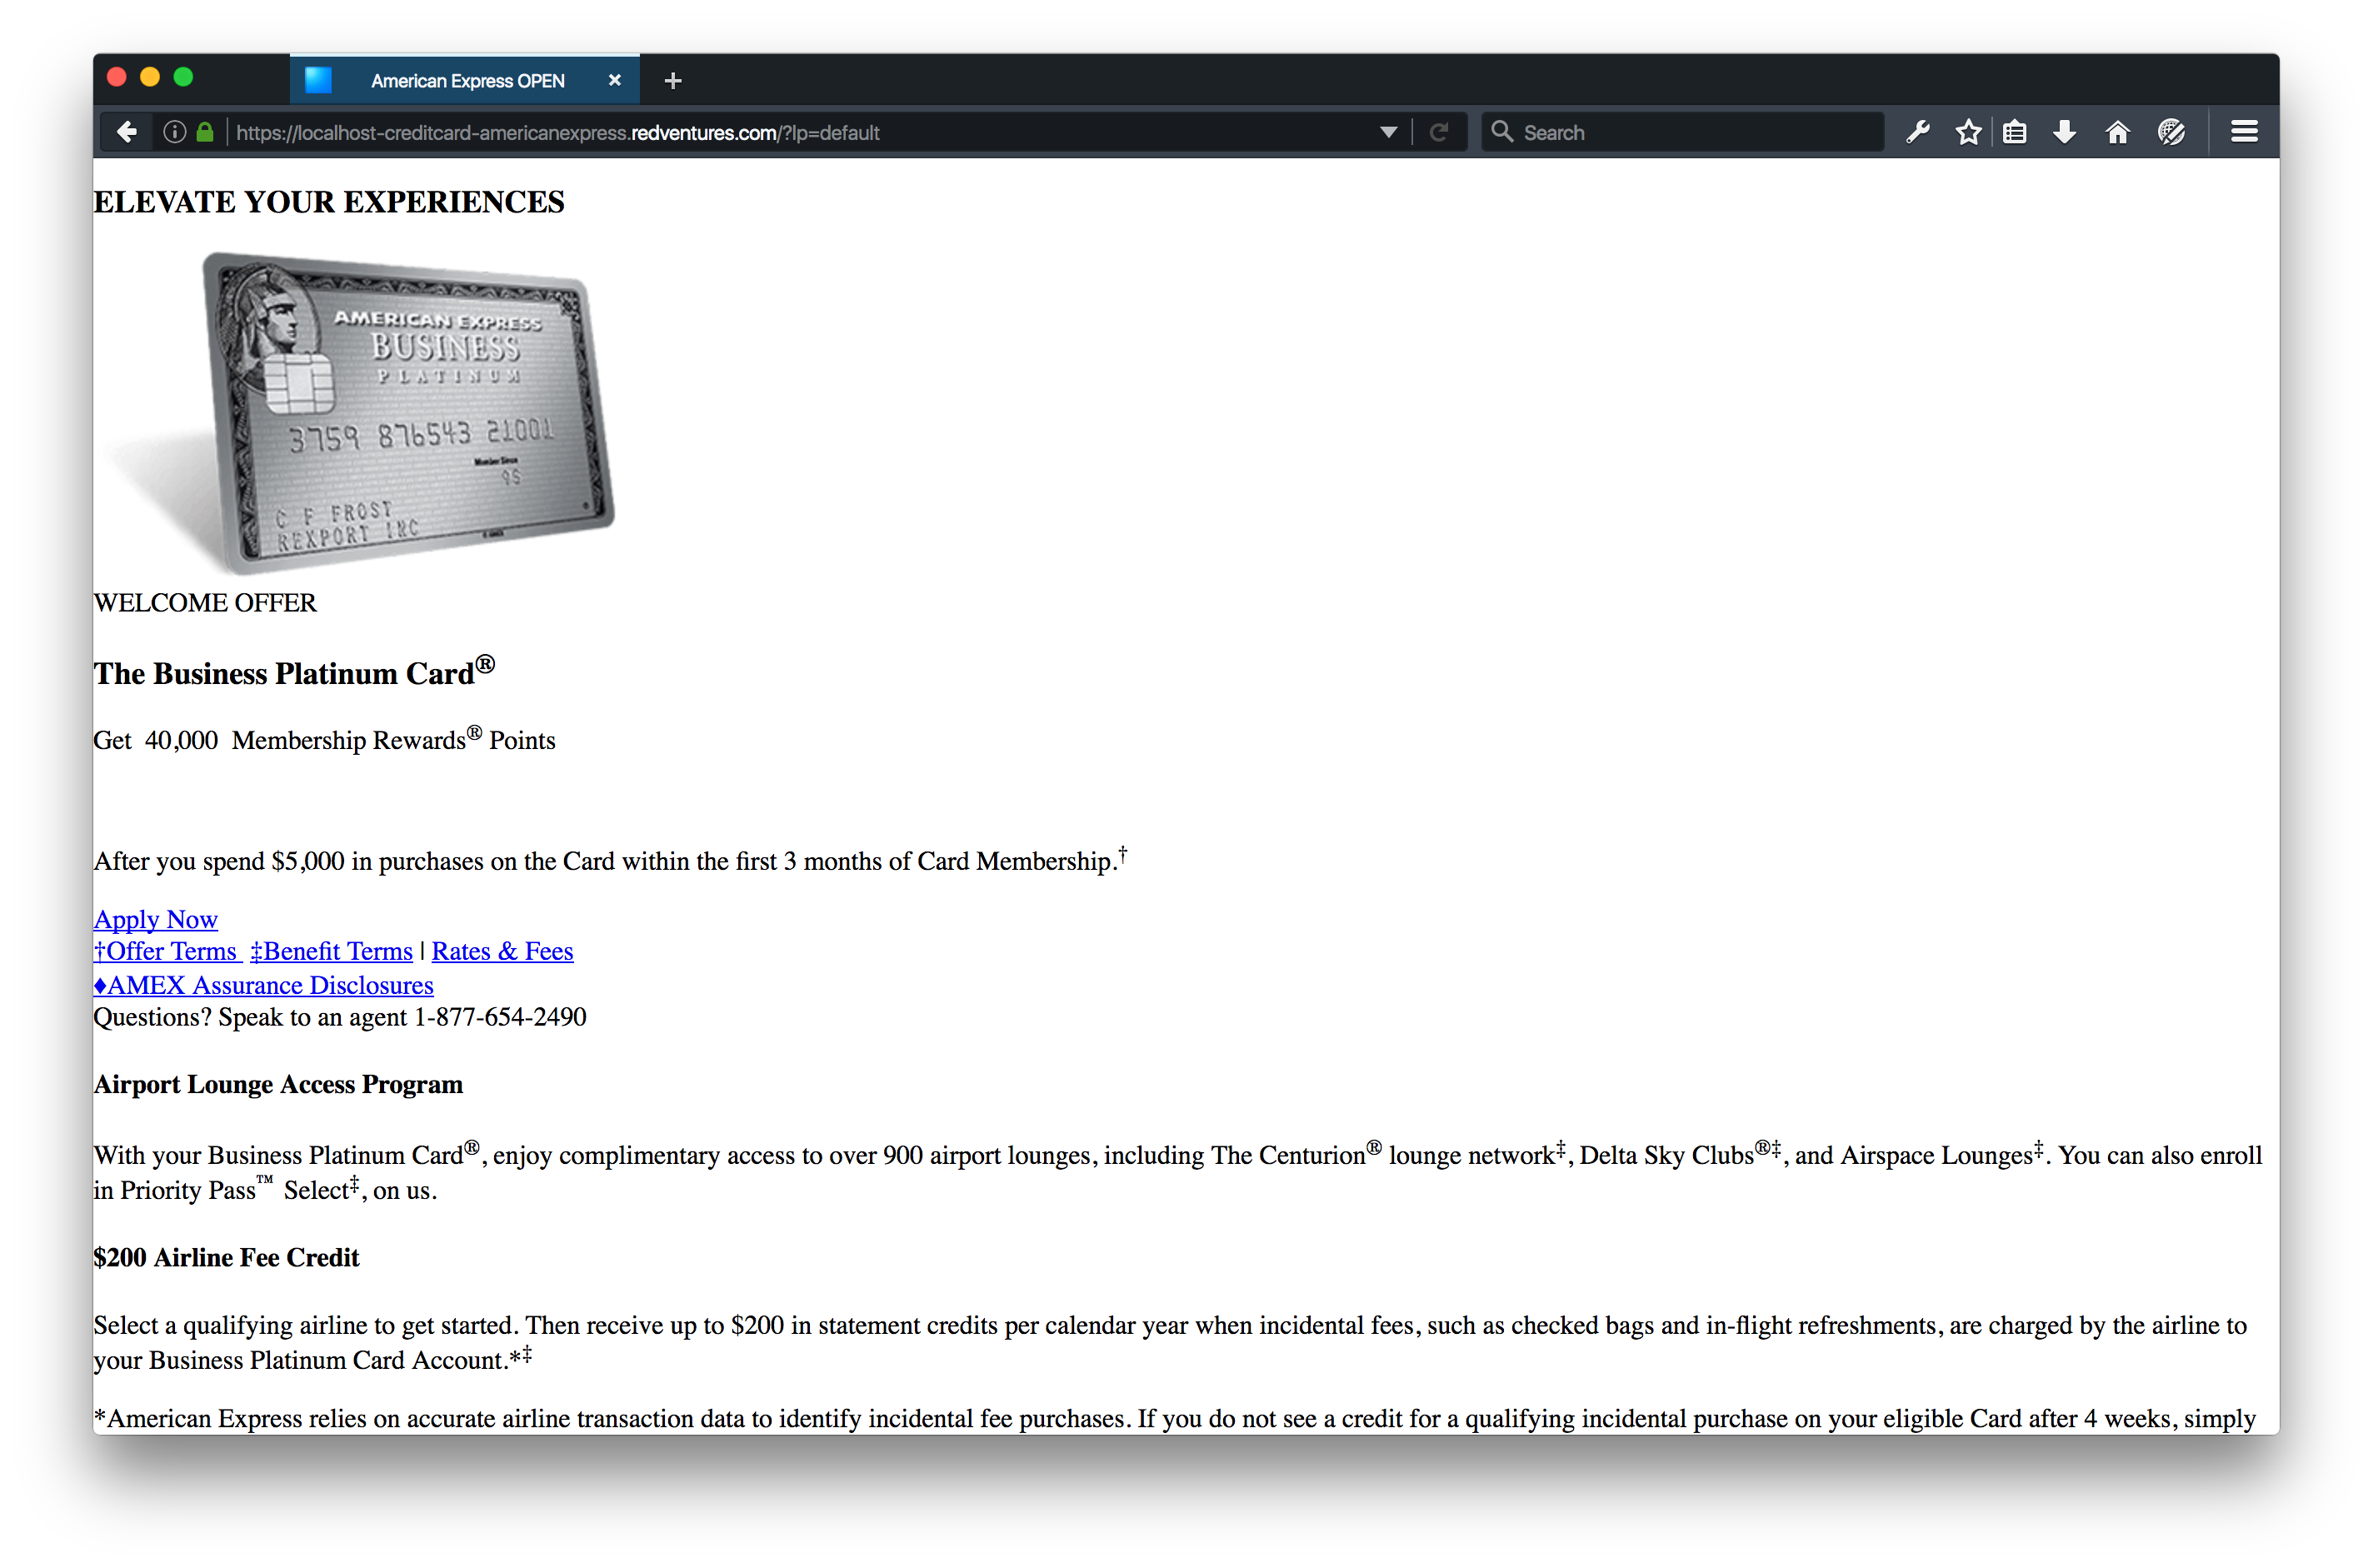 American Express OPEN
https://localhost-creditcard-americanexpress.redventures.com/?lp=default
Search
ELEVATE YOUR EXPERIENCES
AMERICAN EXPRESS
BUSINESS
PLATINUM
3759 876543 21001
Member Since
95
C F FROST
REXPORT INC
WELCOME OFFER
The Business Platinum Card®
Get 40,000 Membership Rewards® Points
After you spend $5,000 in purchases on the Card within the first 3 months of Card Membership.†
Apply Now
†Offer Terms ‡Benefit Terms | Rates & Fees
♦AMEX Assurance Disclosures
Questions? Speak to an agent 1-877-654-2490
Airport Lounge Access Program
With your Business Platinum Card®, enjoy complimentary access to over 900 airport lounges, including The Centurion® lounge network‡, Delta Sky Clubs®‡, and Airspace Lounges‡. You can also enroll
in Priority Pass™ Select‡, on us.
$200 Airline Fee Credit
Select a qualifying airline to get started. Then receive up to $200 in statement credits per calendar year when incidental fees, such as checked bags and in-flight refreshments, are charged by the airline to
your Business Platinum Card Account.*‡
*American Express relies on accurate airline transaction data to identify incidental fee purchases. If you do not see a credit for a qualifying incidental purchase on your eligible Card after 4 weeks, simply